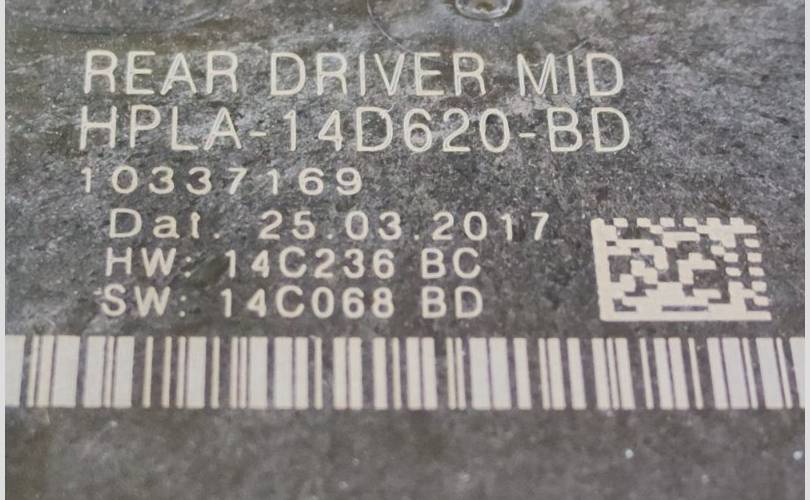 REAR DRIVER MID
HPLA-14D620-BD
10337169
Dat. 25.03.2017
HW: 14C236 BC
SW: 14C068 BD